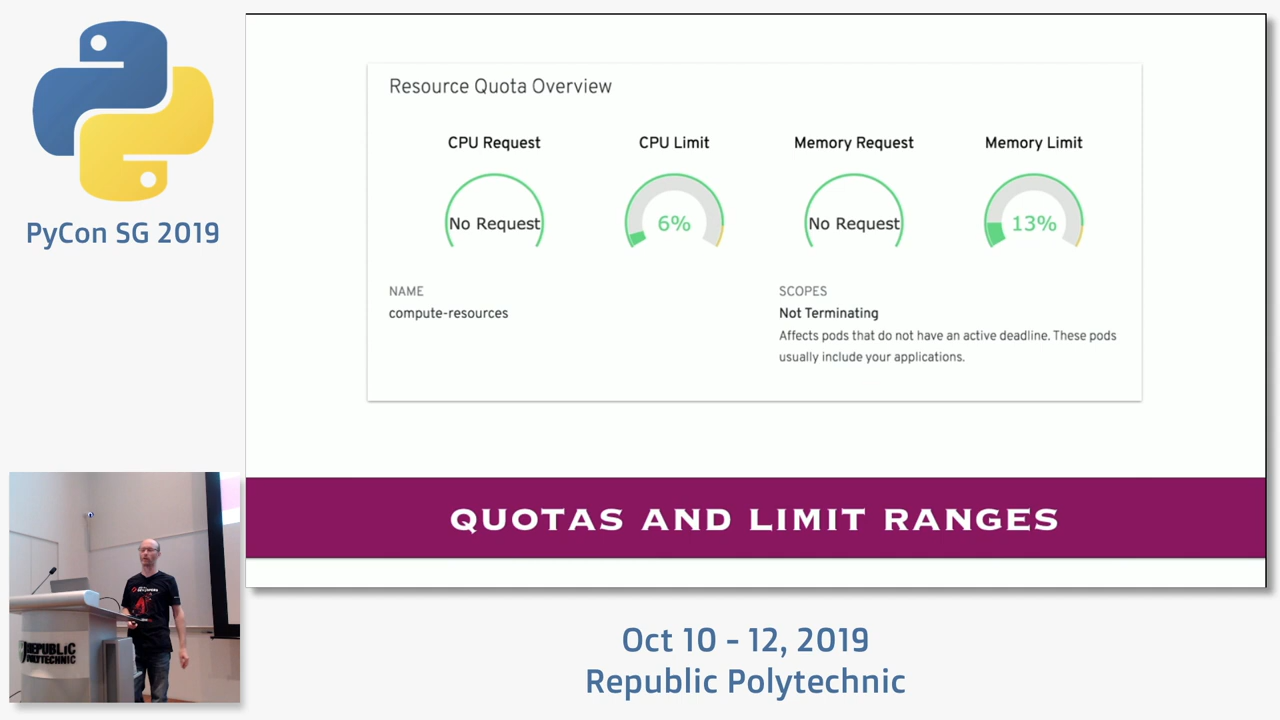 PyCon SG 2019
Resource Quota Overview
CPU Request
CPU Limit
Memory Request
Memory Limit
No Request
6%
No Request
13%
NAME
compute-resources
SCOPES
Not Terminating
Affects pods that do not have an active deadline. These pods
usually include your applications.
QUOTAS AND LIMIT RANGES
REPUBLIC
POLYTECHNIC
Oct 10 - 12, 2019
Republic Polytechnic